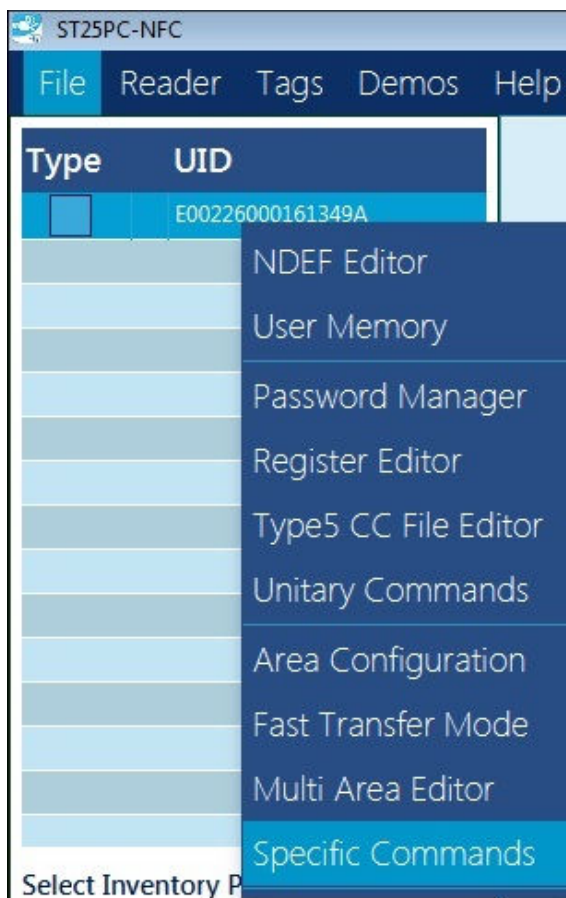 ST25PC-NFC
File Reader Tags Demos Help
Type UID
E00226000161349A
NDEF Editor
User Memory
Password Manager
Register Editor
Type5 CC File Editor
Unitary Commands
Area Configuration
Fast Transfer Mode
Multi Area Editor
Specific Commands
Select Inventory P